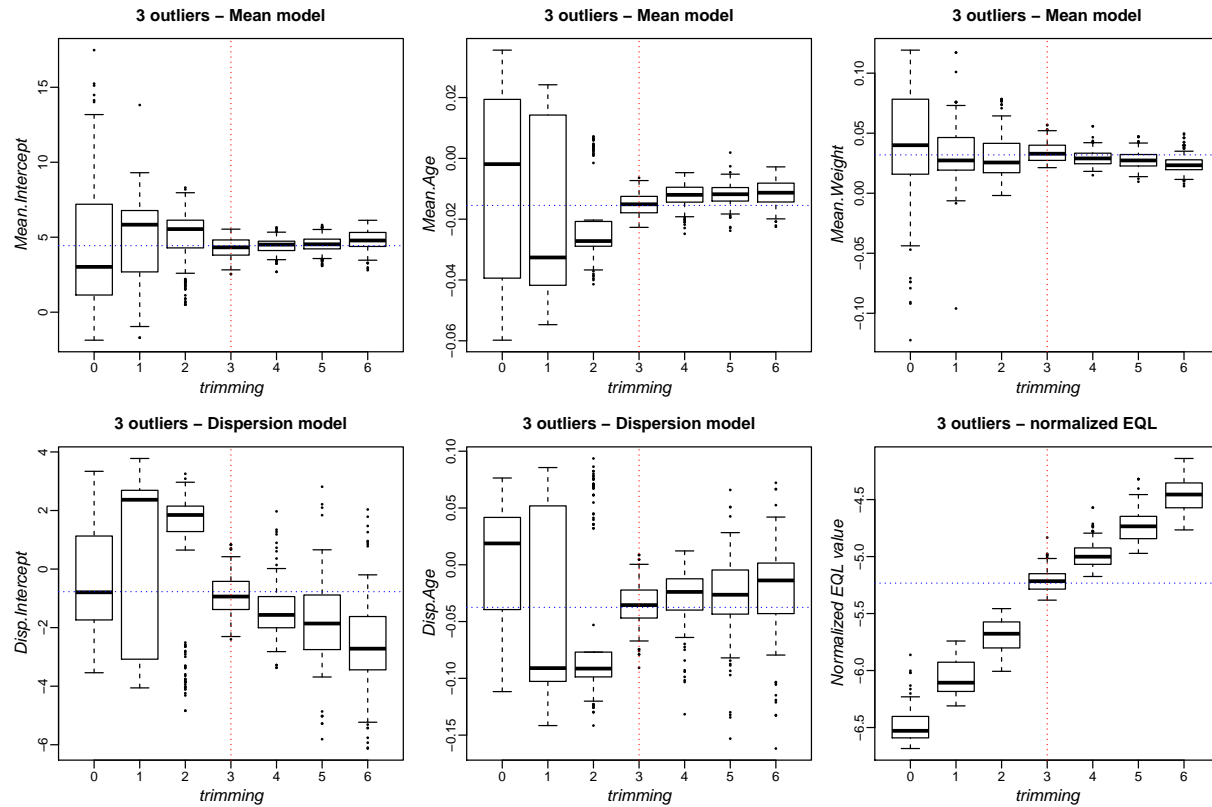 3 outliers – Mean model
Mean.Intercept
15
10
5
0
0 1 2 3 4 5 6
trimming
3 outliers – Mean model
Mean.Age
0.02
0.00
−0.02
−0.04
−0.06
0 1 2 3 4 5 6
trimming
3 outliers – Mean model
Mean.Weight
0.10
0.05
0.00
−0.05
−0.10
0 1 2 3 4 5 6
trimming
3 outliers – Dispersion model
Disp.Intercept
4
2
0
−2
−4
−6
0 1 2 3 4 5 6
trimming
3 outliers – Dispersion model
Disp.Age
0.10
0.05
0.00
−0.05
−0.10
−0.15
0 1 2 3 4 5 6
trimming
3 outliers – normalized EQL
Normalized EQL value
−4.5
−5.0
−5.5
−6.0
−6.5
0 1 2 3 4 5 6
trimming